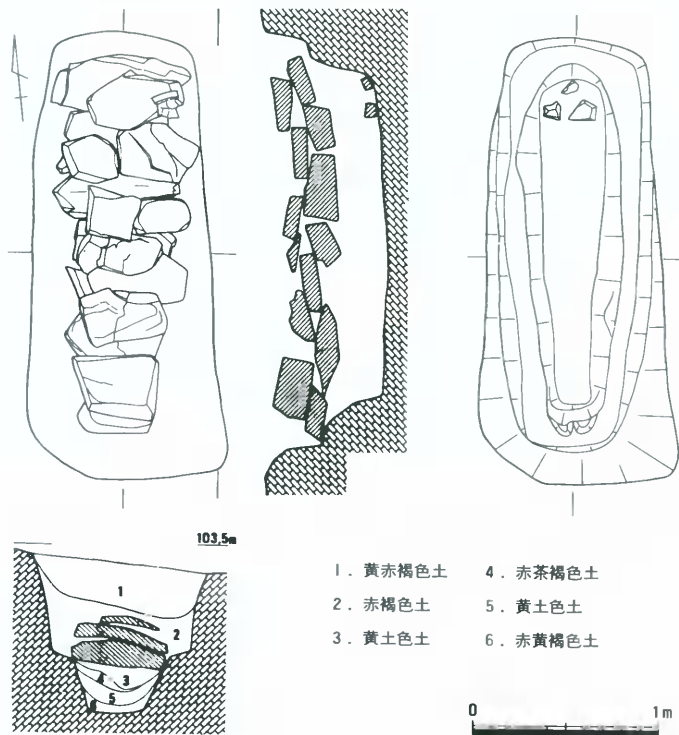 103,5m
1
2
4 3
5
6
1. 黄赤褐色土 4. 赤茶褐色土
2. 赤褐色土 5. 黄土色土
3. 黄土色土 6. 赤黄褐色土
0 1m